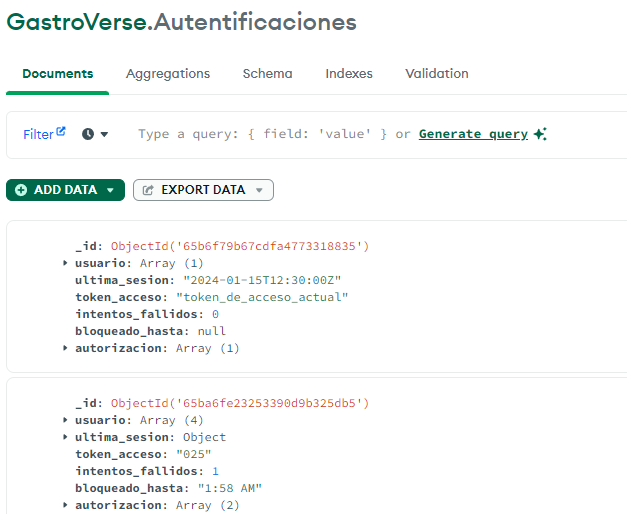 GastroVerse.Autentificaciones
Documents Aggregations Schema Indexes Validation
Filter Type a query: { field: 'value' } or Generate query
ADD DATA EXPORT DATA
_id: ObjectId('65b6f79b67cdfa4773318835')
usuario: Array (1)
ultima_sesion: "2024-01-15T12:30:00Z"
token_acceso: "token_de_acceso_actual"
intentos_fallidos: 0
bloqueado_hasta: null
autorizacion: Array (1)
_id: ObjectId('65ba6fe23253390d9b325db5')
usuario: Array (4)
ultima_sesion: Object
token_acceso: "025"
intentos_fallidos: 1
bloqueado_hasta: "1:58 AM"
autorizacion: Array (2)